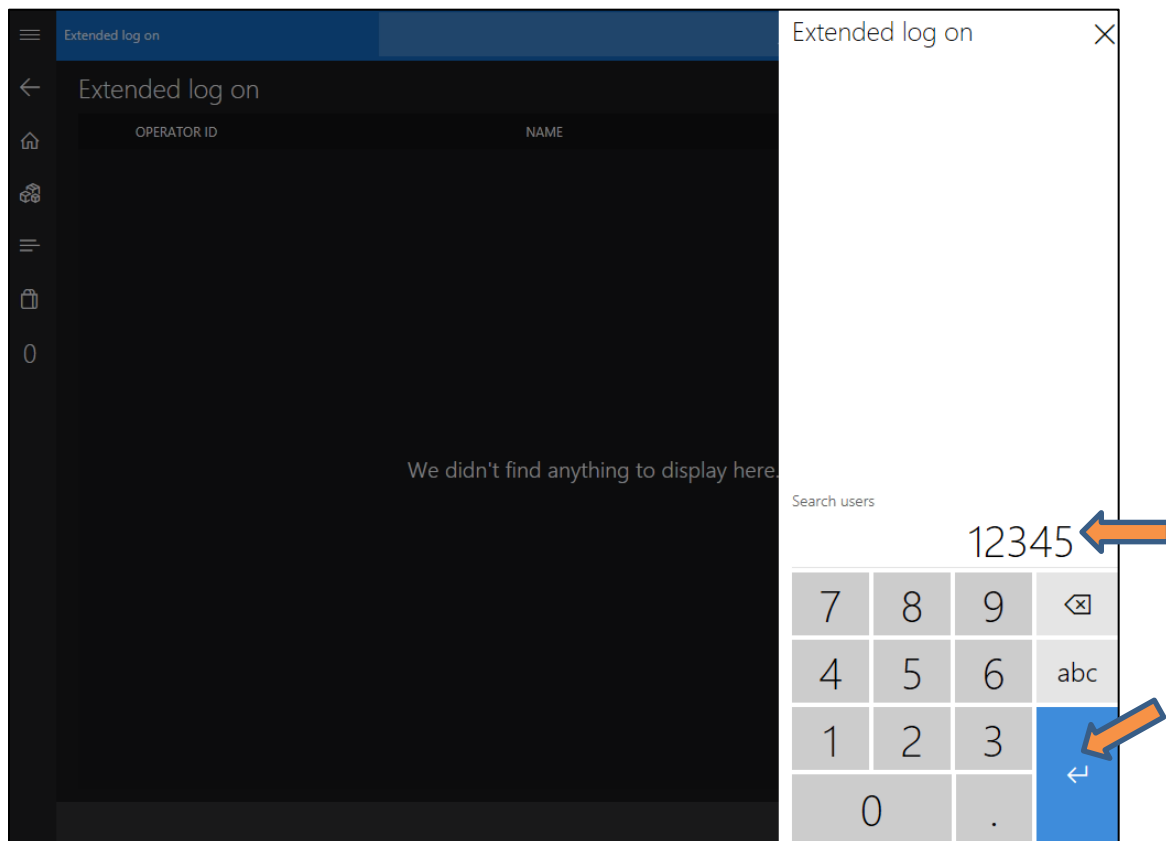 Extended log on
Extended log on
OPERATOR ID NAME
0
We didn't find anything to display here.
Extended log on
Search users
12345
7 8 9
4 5 6 abc
1 2 3
0 .